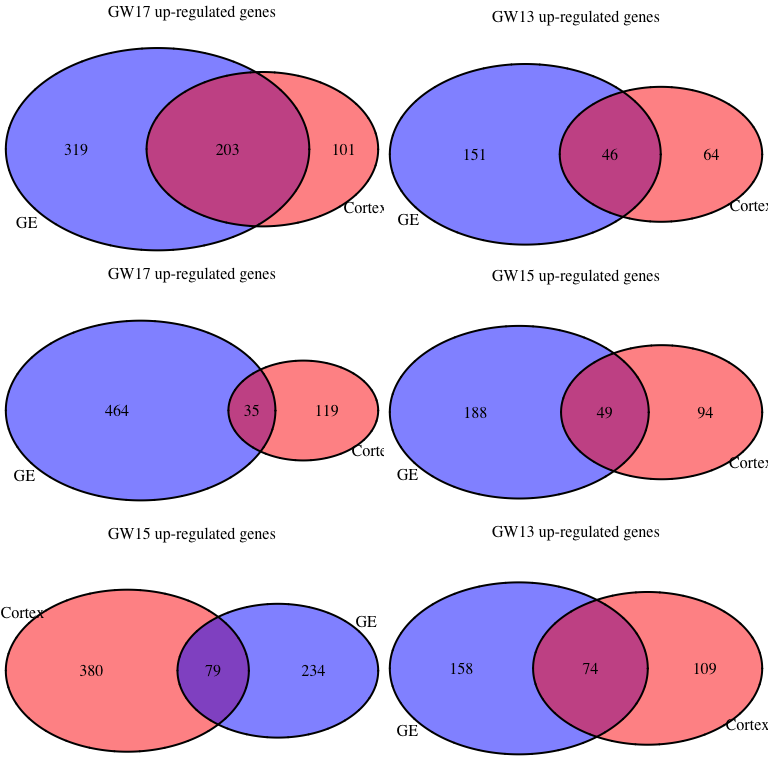 GW17 up-regulated genes
319
203
101
GE
Cortex
GW13 up-regulated genes
151
46
64
GE
Cortex
GW17 up-regulated genes
464
35
119
GE
Corte
GW15 up-regulated genes
188
49
94
GE
Cortex
GW15 up-regulated genes
Cortex
GE
380
79
234
GW13 up-regulated genes
158
74
109
GE
Cortex